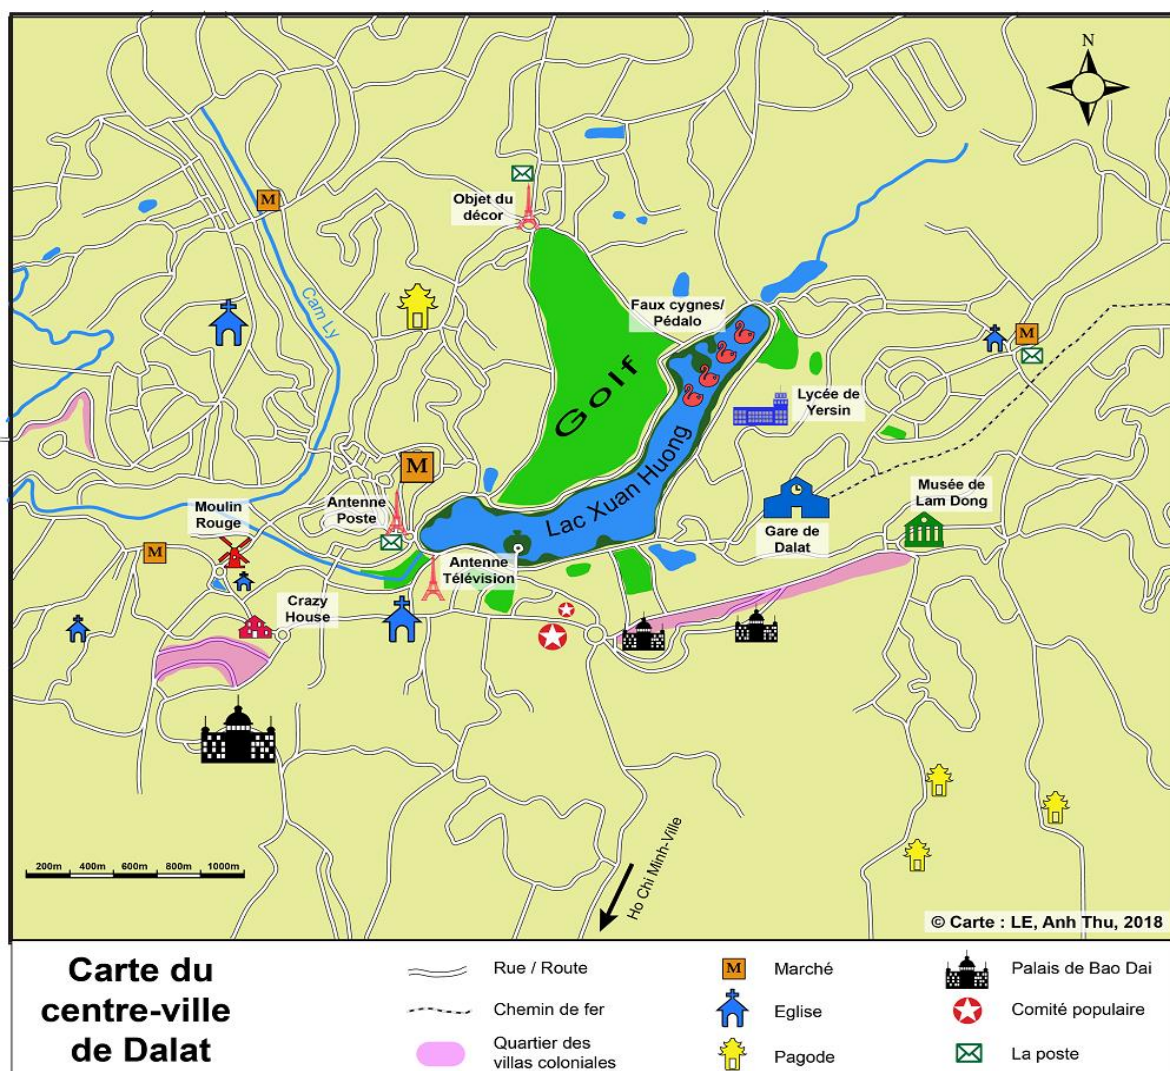 N
M
Objet du
décor
Cam Ly
Faux cygnes/
Pédalo
M
Golf
Lycée de
Yersin
M
Lac Xuan Huong
Antenne
Poste
Moulin
Rouge
M
Musée de
Lam Dong
Gare de
Dalat
Antenne
Télévision
Crazy
House
200m 400m 600m 800m 1000m
Ho Chi Minh-Ville
© Carte : LE, Anh Thu, 2018
Carte du
centre-ville
de Dalat
Rue / Route
Chemin de fer
Quartier des
villas coloniales
M Marché
Eglise
Pagode
Palais de Bao Dai
Comité populaire
La poste